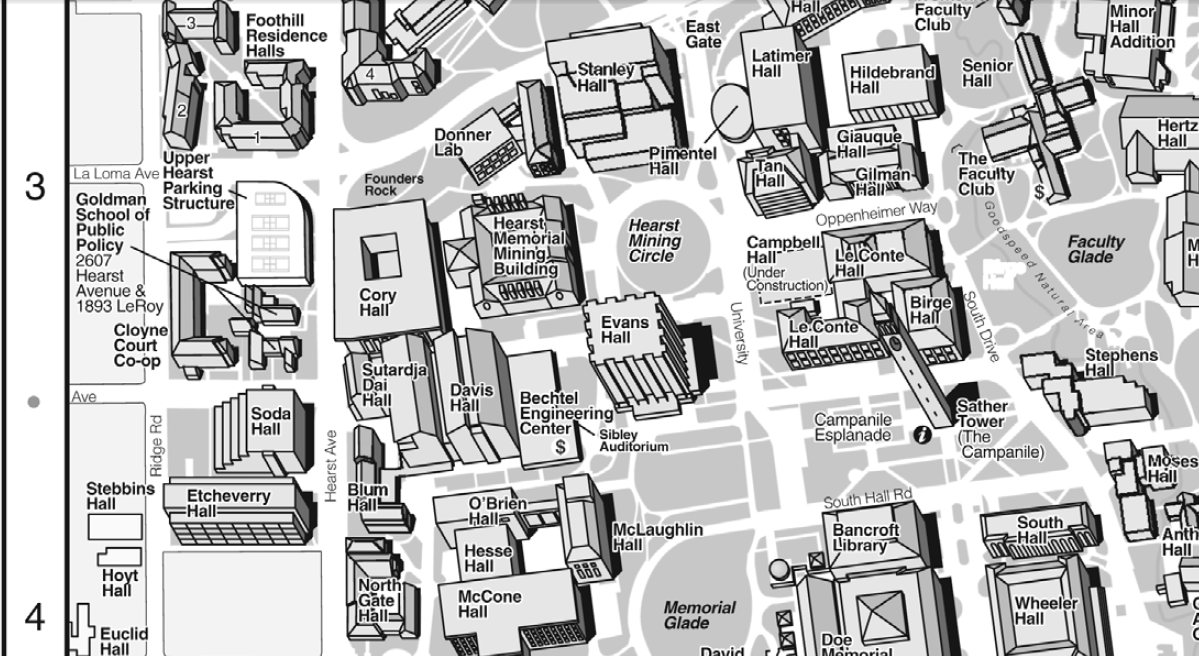 3
Foothill
Residence
Halls
4
2
1
Hall
Faculty
Club
Minor
Hall
Addition
East
Gate
Latimer
Hall
Stanley
Hall
Hildebrand
Hall
Senior
Hall
Donner
Lab
Pimentel
Hall
Giauque
Hall
Hertz
Hall
Upper
Hearst
Parking
Structure
La Loma Ave
3
Founders
Rock
Tan
Hall
Gilman
Hall
The
Faculty
Club
$
Goldman
School of
Public
Policy
2607
Hearst
Avenue &
1893 LeRoy
Oppenheimer Way
Goodspeed Natural Area
Hearst
Memorial
Mining
Building
Hearst
Mining
Circle
Campbell
Hall
(Under
Construction)
Le Conte
Hall
Faculty
Glade
M
H
Cory
Hall
Evans
Hall
University
Le Conte
Hall
Birge
Hall
South Drive
Cloyne
Court
Co-op
Stephens
Hall
Sutardja
Dai
Hall
Davis
Hall
Bechtel
Engineering
Center
$
Sibley
Auditorium
Ave
Soda
Hall
Ridge Rd
Hearst Ave
Campanile
Esplanade
i
Sather
Tower
(The
Campanile)
Moses
Hall
Stebbins
Hall
Etcheverry
Hall
Blum
Hall
O'Brien
Hall
South Hall Rd
McLaughlin
Hall
Bancroft
Library
South
Hall
Anth
Hall
Hoyt
Hall
Hesse
Hall
4
North
Gate
Hall
McCone
Hall
Memorial
Glade
Wheeler
Hall
Euclid
Hall
David
Doe
Memorial